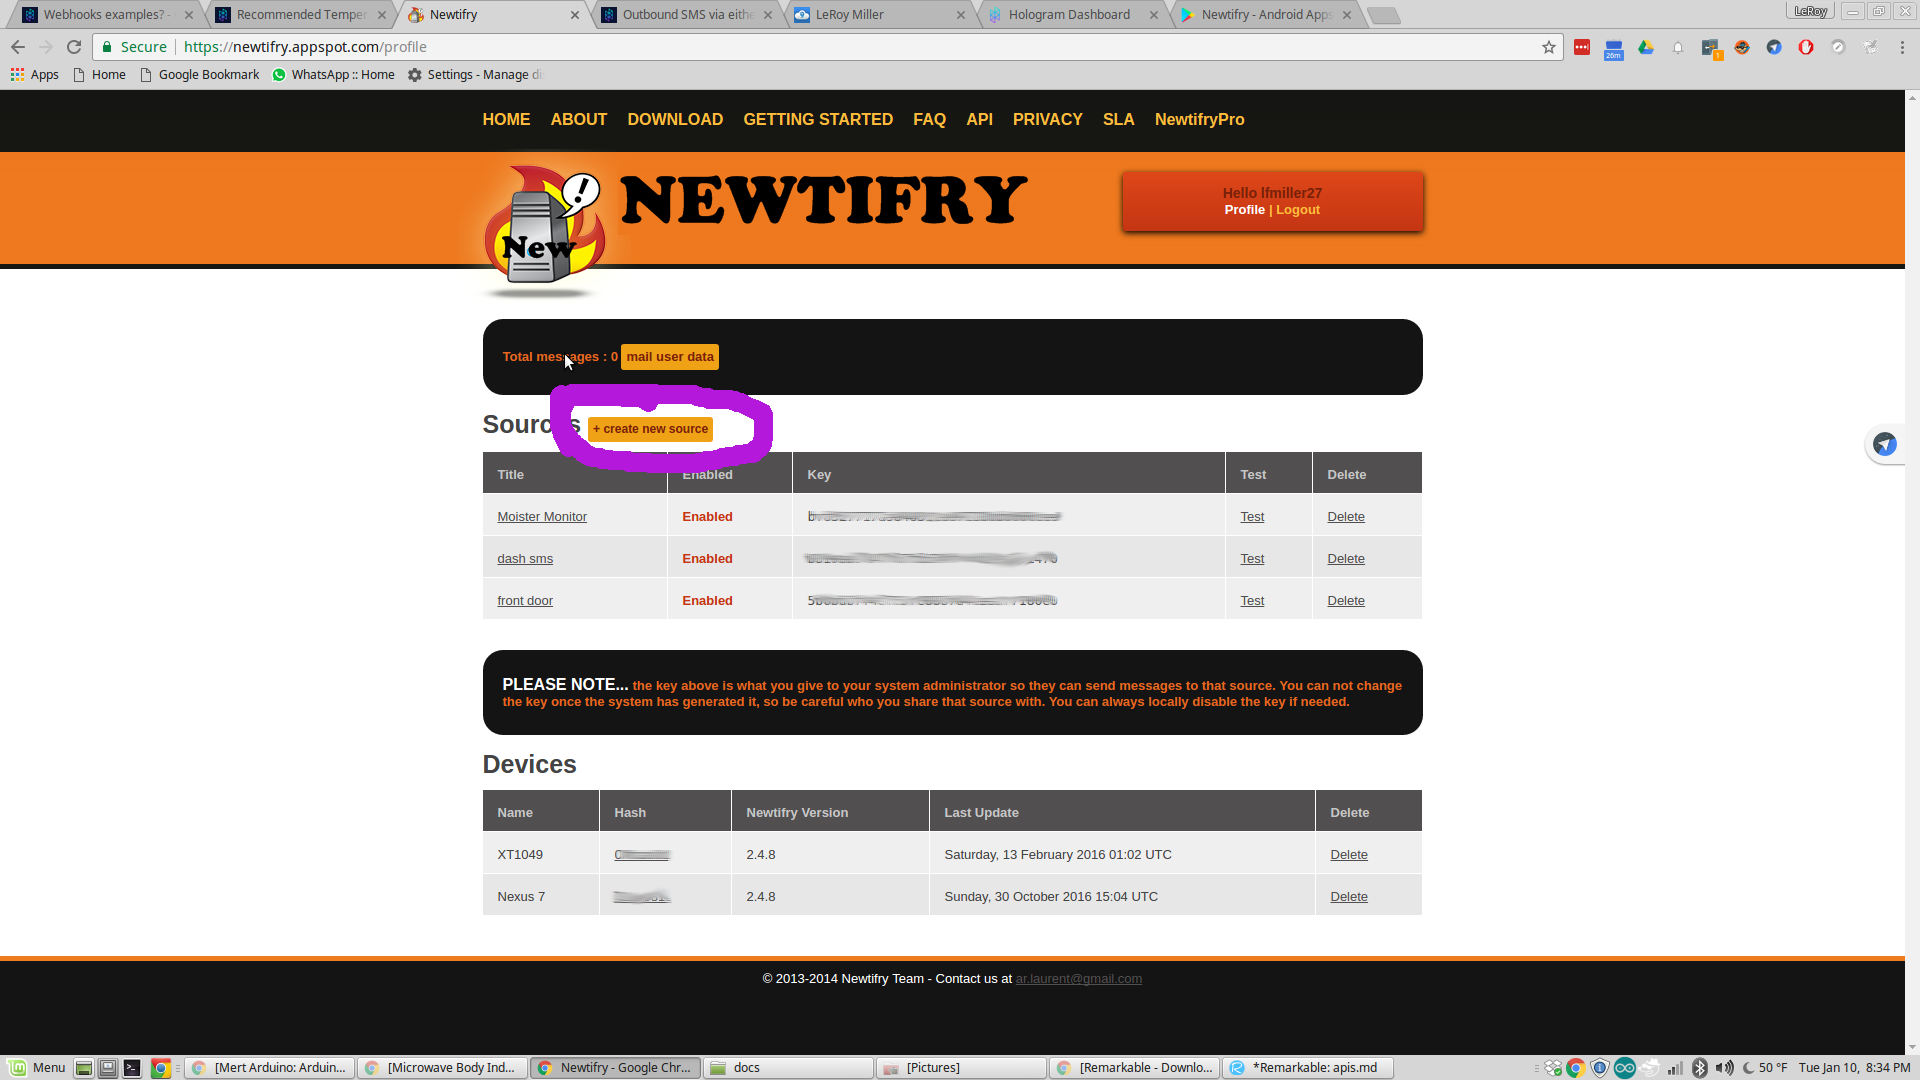 Webhooks examples? -
Recommended Temper
Newtifry
Outbound SMS via eithe
LeRoy Miller
Hologram Dashboard
Newtifry - Android Apps
LeRoy
Secure
https://newtifry.appspot.com/profile
26m
Apps
Home
Google Bookmark
WhatsApp :: Home
Settings - Manage di
HOME ABOUT DOWNLOAD GETTING STARTED FAQ API PRIVACY SLA NewtifryPro
New
!
NEWTIFRY
Hello lfmiller27
Profile | Logout
Total messages : 0 mail user data
Sources + create new source
Title Enabled Key Test Delete
Moister Monitor Enabled Test Delete
dash sms Enabled Test Delete
front door Enabled Test Delete
PLEASE NOTE... the key above is what you give to your system administrator so they can send messages to that source. You can not change
the key once the system has generated it, so be careful who you share that source with. You can always locally disable the key if needed.
Devices
Name Hash Newtifry Version Last Update Delete
XT1049 2.4.8 Saturday, 13 February 2016 01:02 UTC Delete
Nexus 7 2.4.8 Sunday, 30 October 2016 15:04 UTC Delete
© 2013-2014 Newtifry Team - Contact us at ar.laurent@gmail.com
Menu
[Mert Arduino: Arduin...
[Microwave Body Ind...
Newtifry - Google Chr...
docs
[Pictures]
[Remarkable - Downlo...
*Remarkable: apis.md
50 °F
Tue Jan 10, 8:34 PM